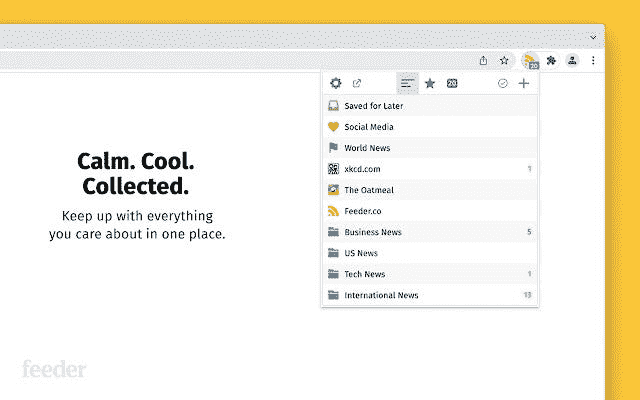 20
20
Saved for Later
Social Media
World News
xkcd.com 1
The Oatmeal
Feeder.co
Business News 5
US News
Tech News 1
International News 13
Calm. Cool.
Collected.
Keep up with everything
you care about in one place.
feeder